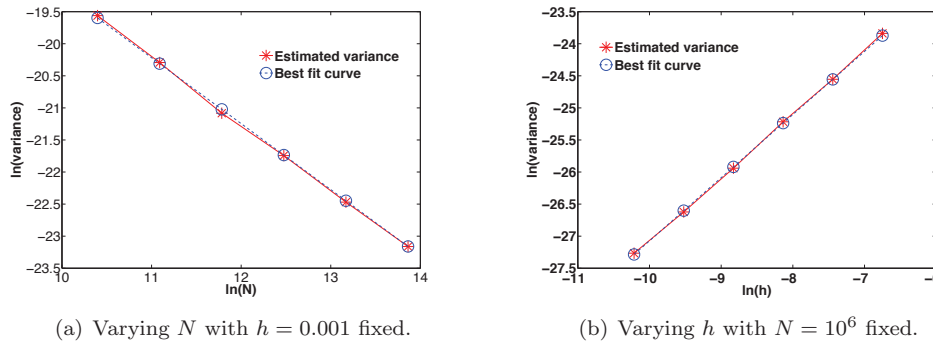 −19.5
−20
−20.5
−21
−21.5
−22
−22.5
−23
−23.5
ln(variance)
10 11 12 13 14
ln(N)
Estimated variance
Best fit curve
(a) Varying N with h = 0.001 fixed.
−23.5
−24
−24.5
−25
−25.5
−26
−26.5
−27
−27.5
ln(variance)
−11 −10 −9 −8 −7
ln(h)
Estimated variance
Best fit curve
(b) Varying h with N = 10⁶ fixed.